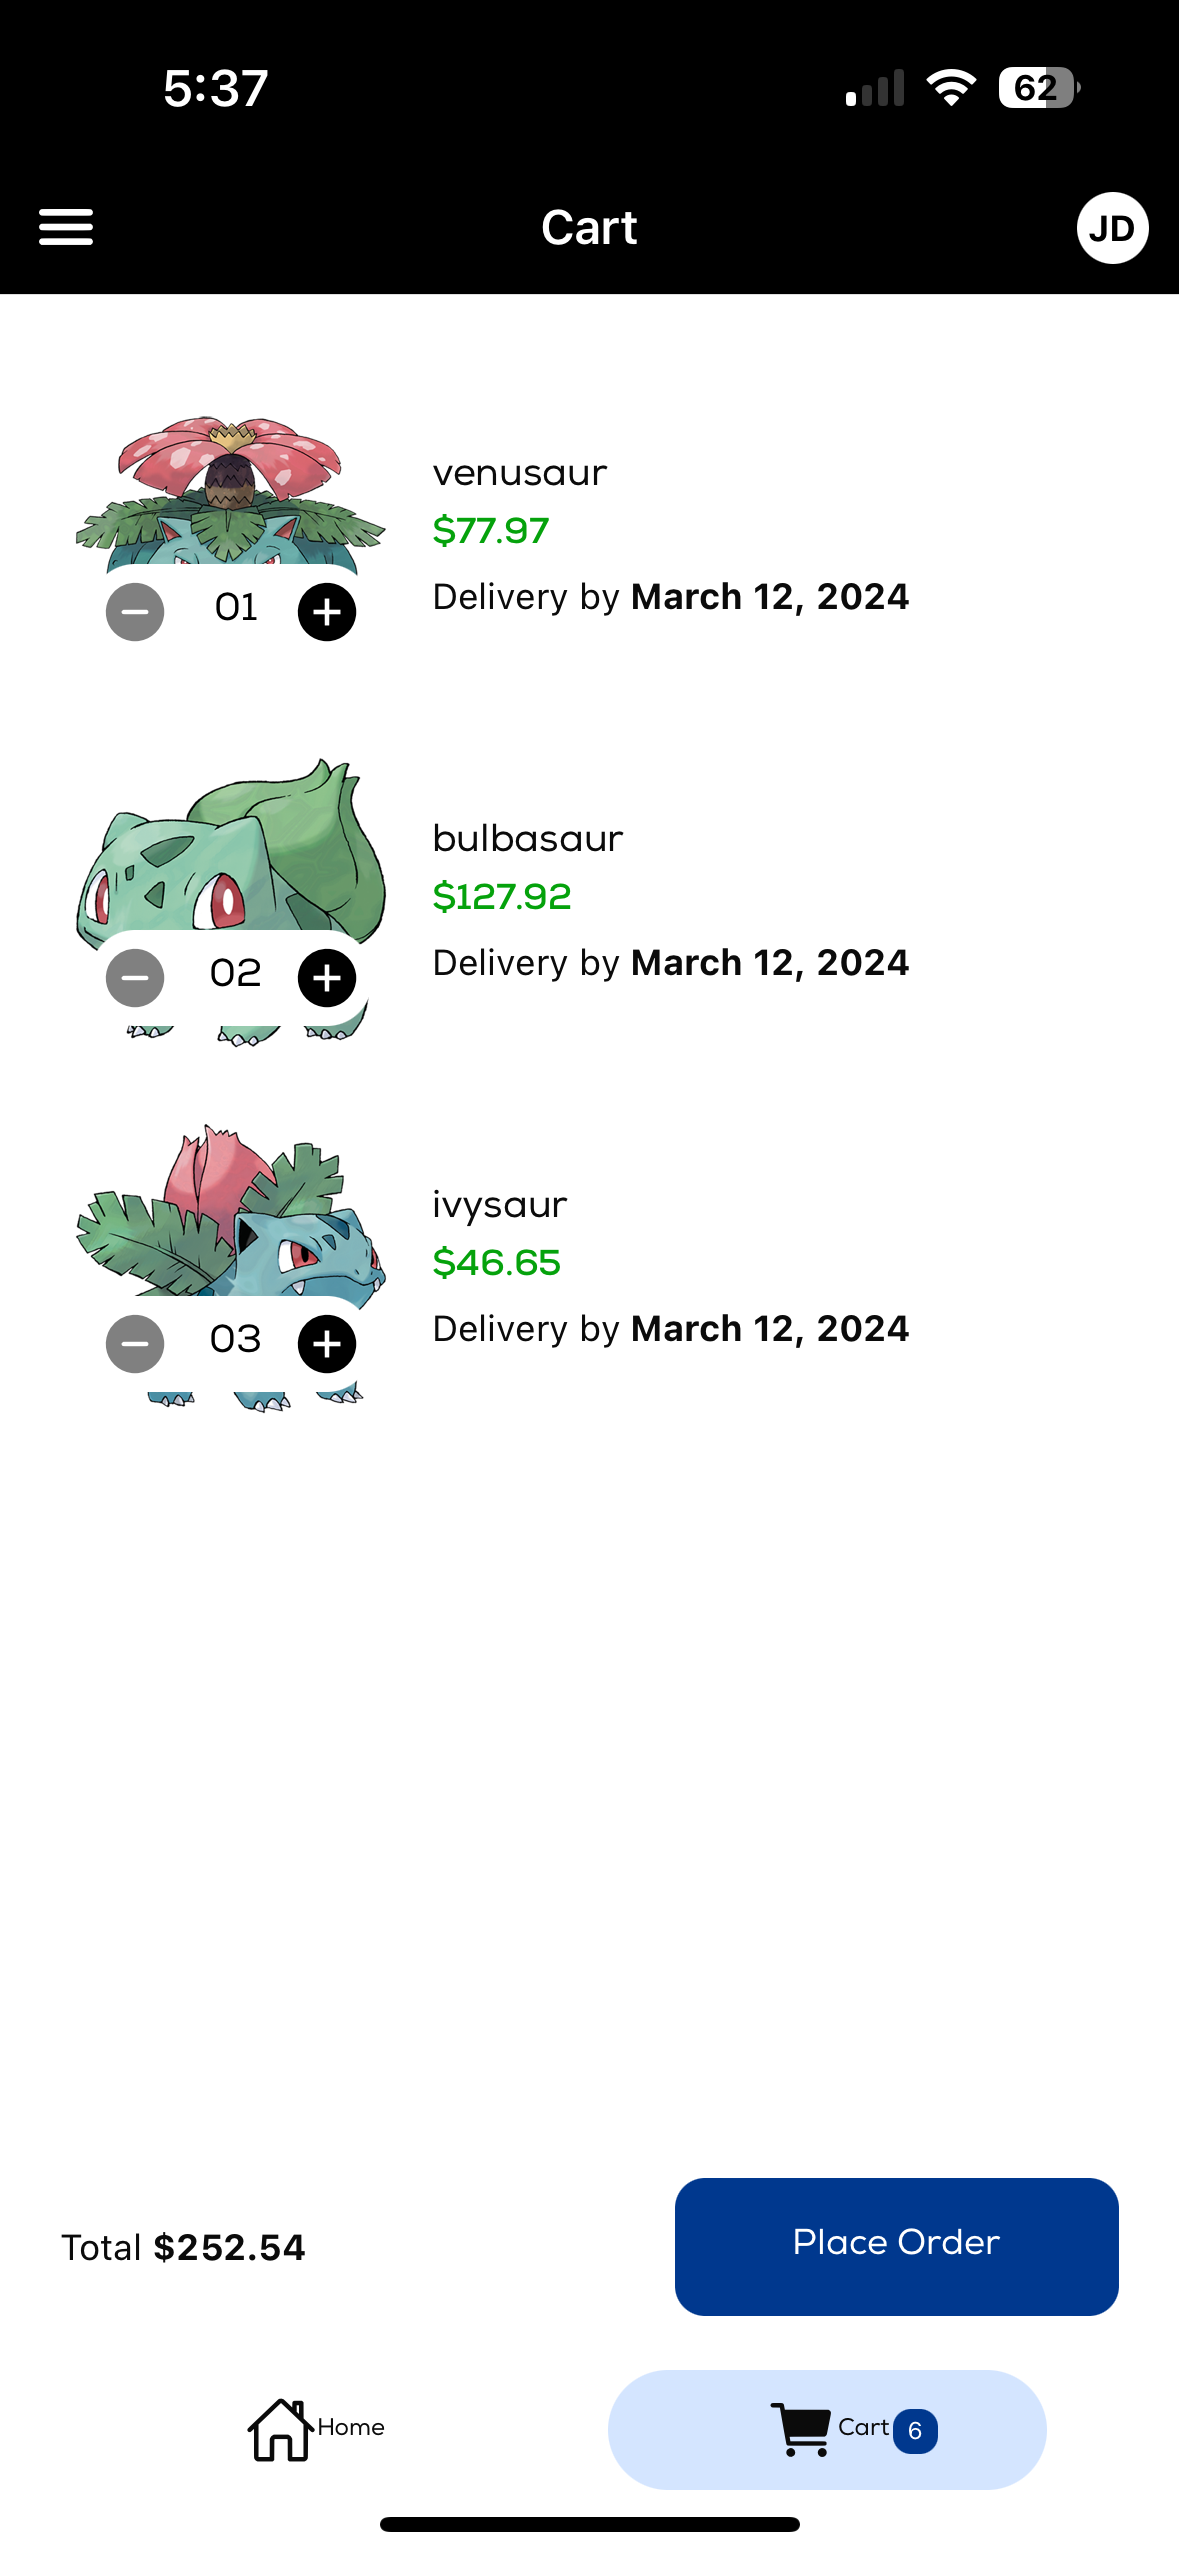 5:37
62
Cart
JD
venusaur
$77.97
Delivery by March 12, 2024
01
bulbasaur
$127.92
Delivery by March 12, 2024
02
ivysaur
$46.65
Delivery by March 12, 2024
03
Total $252.54
Place Order
Home
Cart 6